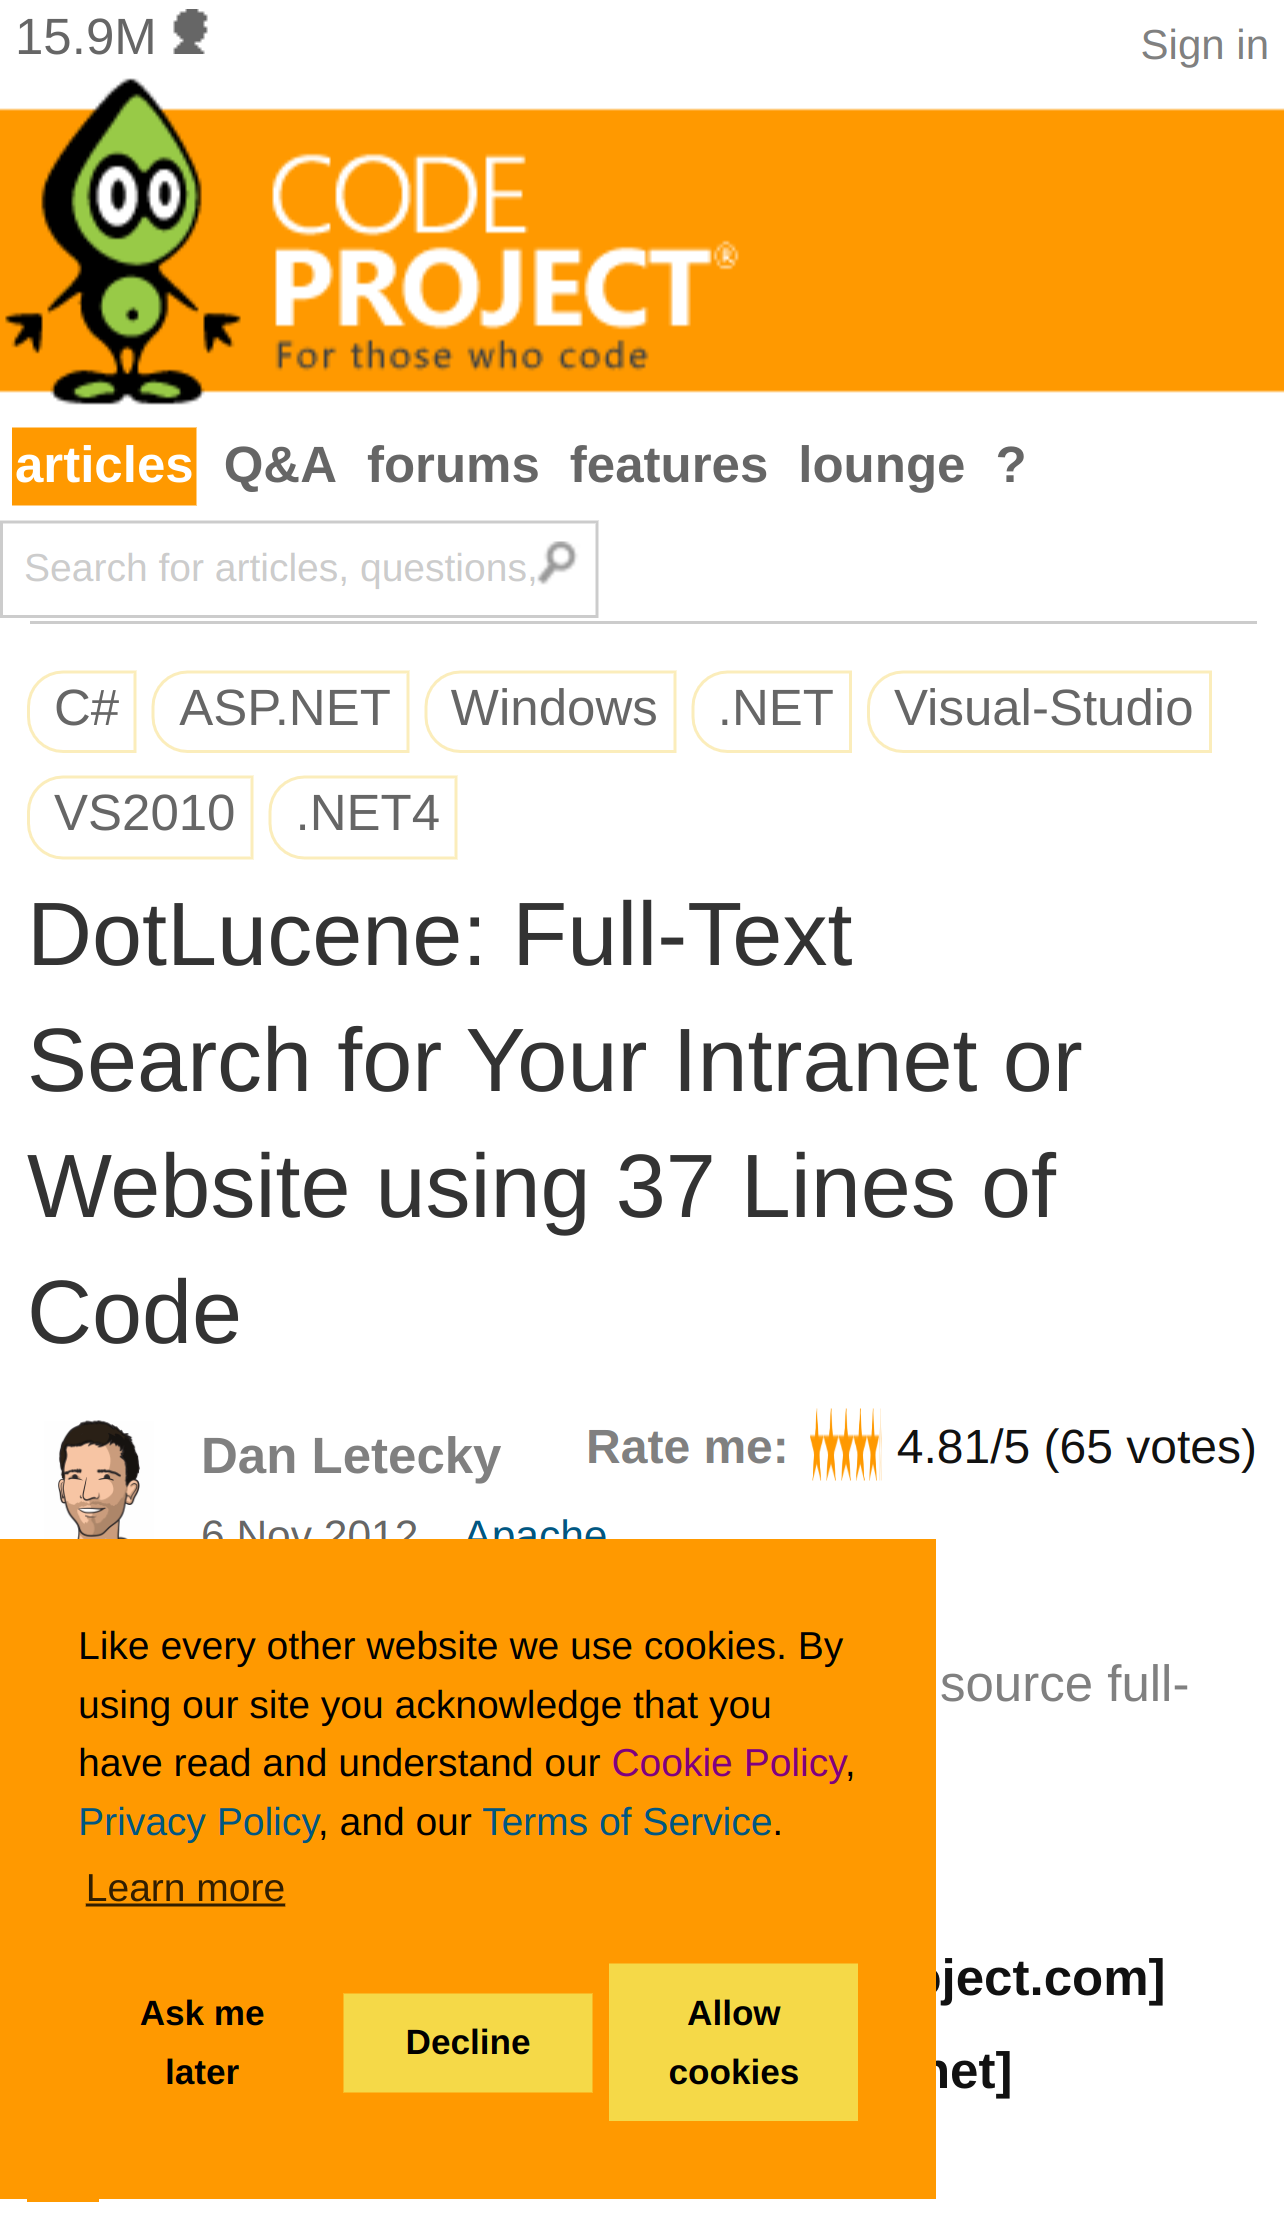 15.9M
Sign in
CODE
PROJECT®
For those who code
articles Q&A forums features lounge ?
Search for articles, questions,
C# ASP.NET Windows .NET Visual-Studio
VS2010 .NET4
DotLucene: Full-Text
Search for Your Intranet or
Website using 37 Lines of
Code
Dan Letecky
Rate me: 4.81/5 (65 votes)
6 Nov 2012 Apache
source full-
Like every other website we use cookies. By
using our site you acknowledge that you
have read and understand our Cookie Policy,
Privacy Policy, and our Terms of Service.
Learn more
oject.com]
net]
Ask me
later
Decline
Allow
cookies